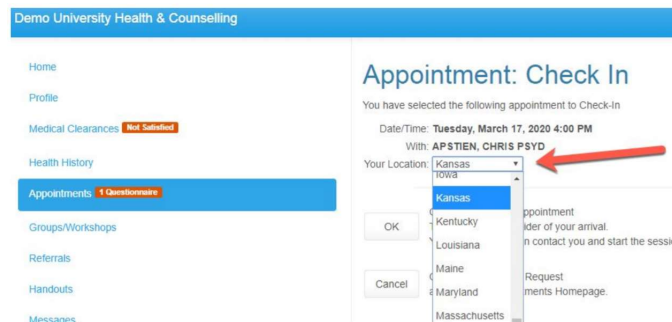 Demo University Health & Counselling
Home
Profile
Medical Clearances Not Satisfied
Health History
Appointments 1 Questionnaire
Groups/Workshops
Referrals
Handouts
Messages
Appointment: Check In
You have selected the following appointment to Check-In
Date/Time: Tuesday, March 17, 2020 4:00 PM
With: APSTIEN, CHRIS PSYD
Your Location: Kansas
Iowa
Kansas
Kentucky
Louisiana
Maine
Maryland
Massachusetts
OK
ppointment
ider of your arrival.
n contact you and start the sessi
Cancel
Request
ments Homepage.